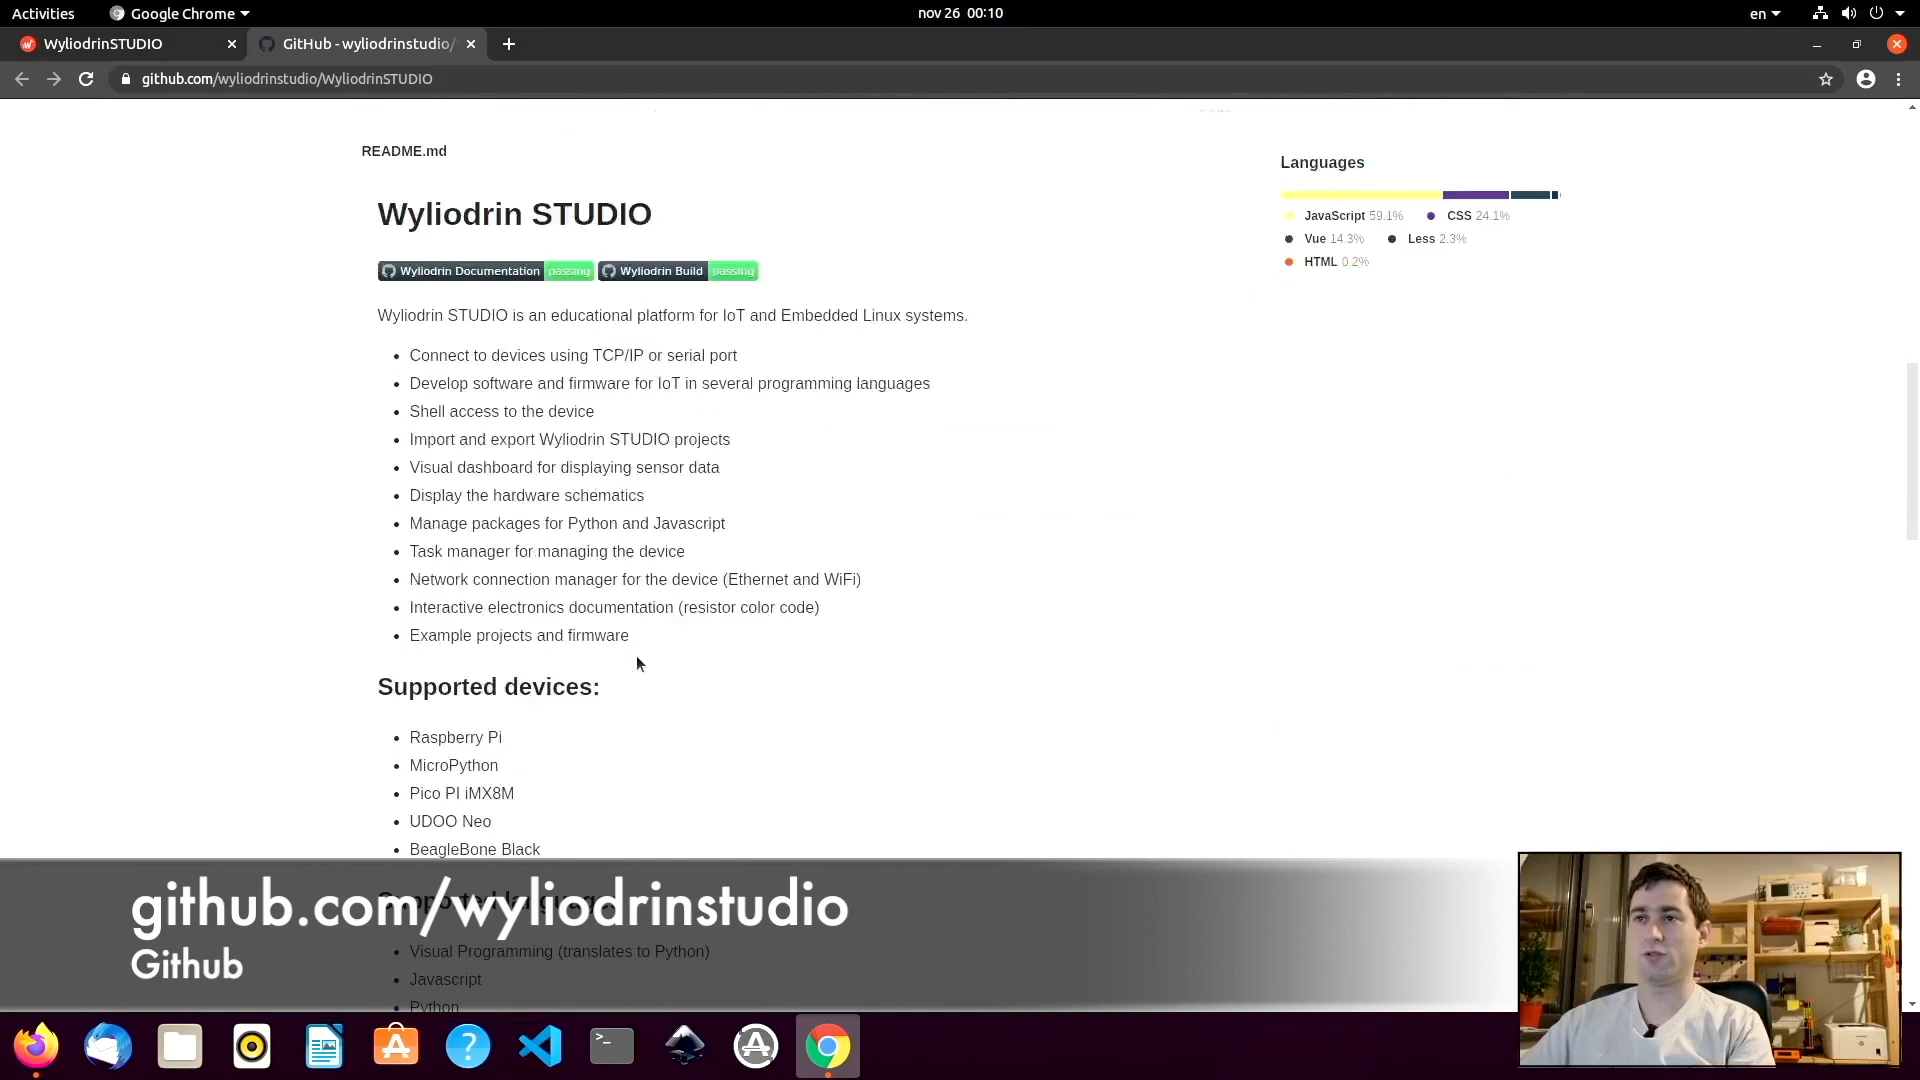 Activities
Google Chrome
nov 26 00:10
en
WyliodrinSTUDIO
GitHub - wyliodrinstudio/
github.com/wyliodrinstudio/WyliodrinSTUDIO
README.md
Wyliodrin STUDIO
Wyliodrin Documentation passing
Wyliodrin Build passing
Wyliodrin STUDIO is an educational platform for IoT and Embedded Linux systems.
Connect to devices using TCP/IP or serial port
Develop software and firmware for IoT in several programming languages
Shell access to the device
Import and export Wyliodrin STUDIO projects
Visual dashboard for displaying sensor data
Display the hardware schematics
Manage packages for Python and Javascript
Task manager for managing the device
Network connection manager for the device (Ethernet and WiFi)
Interactive electronics documentation (resistor color code)
Example projects and firmware
Supported devices:
Raspberry Pi
MicroPython
Pico PI iMX8M
UDOO Neo
BeagleBone Black
Visual Programming (translates to Python)
Javascript
Python
Languages
JavaScript 59.1%
CSS 24.1%
Vue 14.3%
Less 2.3%
HTML 0.2%
github.com/wyliodrinstudio
Github